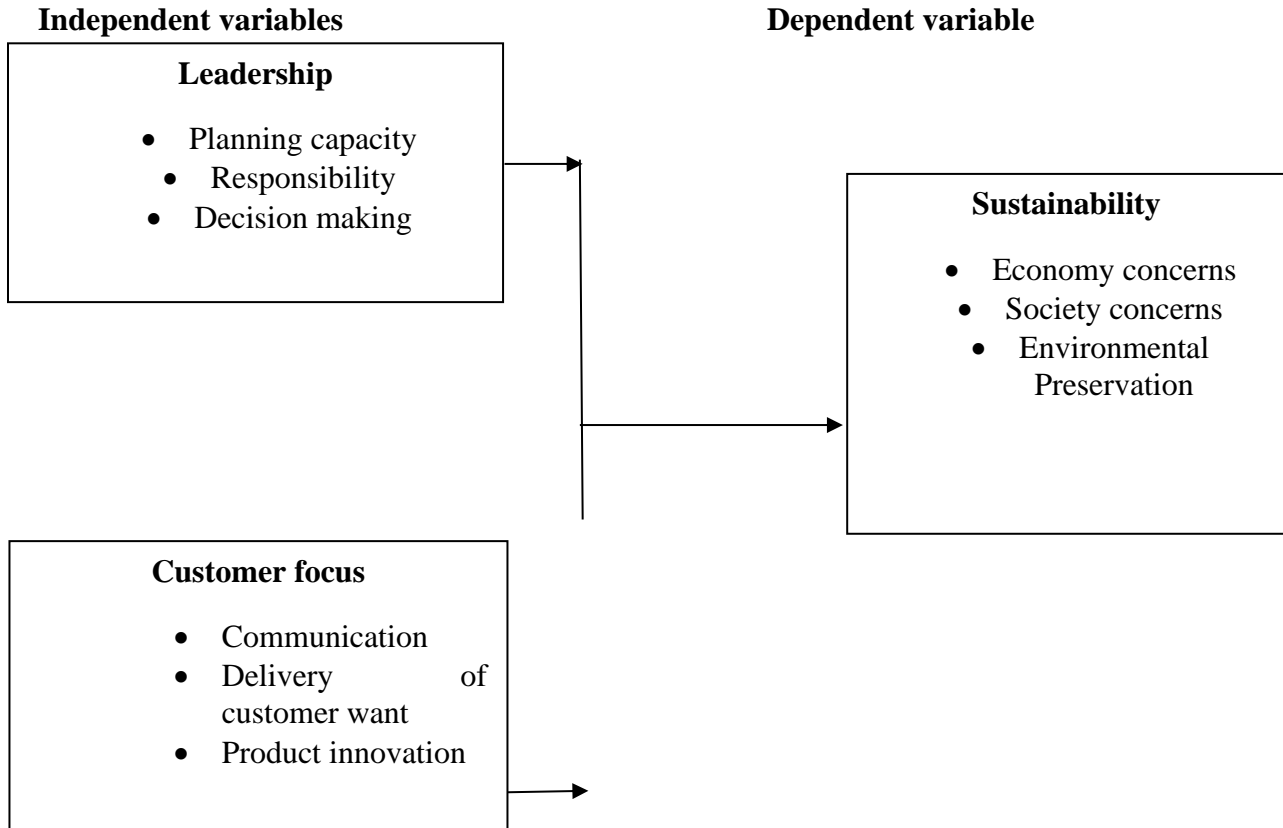 Independent variables
Dependent variable
Leadership
• Planning capacity
• Responsibility
• Decision making
Sustainability
• Economy concerns
• Society concerns
• Environmental
Preservation
Customer focus
• Communication
• Delivery of
customer want
• Product innovation